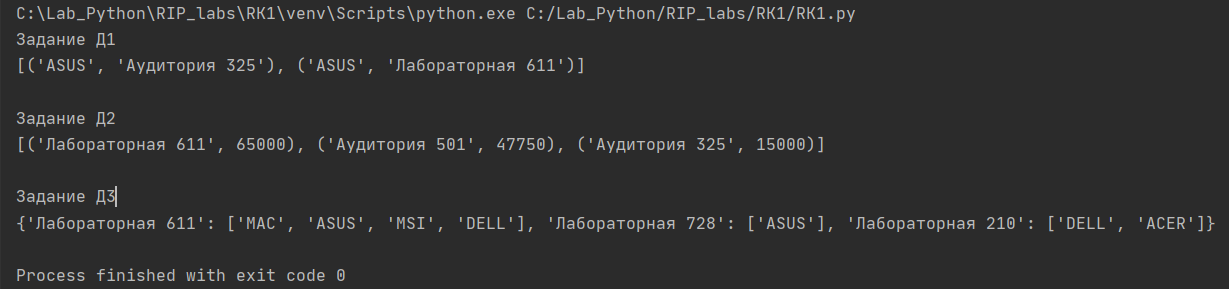 C:\Lab_Python\RIP_labs\RK1\venv\Scripts\python.exe C:/Lab_Python/RIP_labs/RK1/RK1.py
Задание Д1
[('ASUS', 'Аудитория 325'), ('ASUS', 'Лабораторная 611')]
Задание Д2
[('Лабораторная 611', 65000), ('Аудитория 501', 47750), ('Аудитория 325', 15000)]
Задание Д3
{'Лабораторная 611': ['MAC', 'ASUS', 'MSI', 'DELL'], 'Лабораторная 728': ['ASUS'], 'Лабораторная 210': ['DELL', 'ACER']}
Process finished with exit code 0